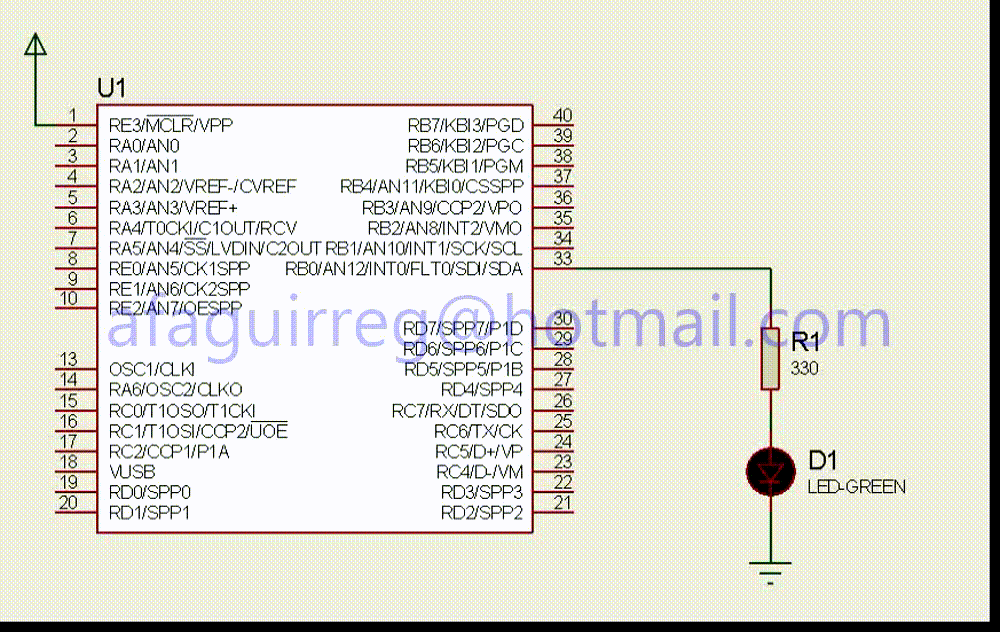 U1
1 RE3/MCLR/VPP RB7/KBI3/PGD 40
2 RA0/AN0 RB6/KBI2/PGC 39
3 RA1/AN1 RB5/KBI1/PGM 38
4 RA2/AN2/VREF-/CVREF RB4/AN11/KBI0/CSSPP 37
5 RA3/AN3/VREF+ RB3/AN9/CCP2/VPO 36
6 RA4/T0CKI/C1OUT/RCV RB2/AN8/INT2/VMO 35
7 RA5/AN4/SS/LVDIN/C2OUT RB1/AN10/INT1/SCK/SCL 34
8 RE0/AN5/CK1SPP RB0/AN12/INT0/FLT0/SDI/SDA 33
9 RE1/AN6/CK2SPP
10 RE2/AN7/OESPP
afaguirreg@hotmail.com
RD7/SPP7/P1D 30
RD6/SPP6/P1C 29
13 OSC1/CLKI RD5/SPP5/P1B 28
14 RA6/OSC2/CLKO RD4/SPP4 27
15 RC0/T1OSO/T1CKI RC7/RX/DT/SDO 26
16 RC1/T1OSI/CCP2/UOE RC6/TX/CK 25
17 RC2/CCP1/P1A RC5/D+/VP 24
18 VUSB RC4/D-/VM 23
19 RD0/SPP0 RD3/SPP3 22
20 RD1/SPP1 RD2/SPP2 21
R1
330
D1
LED-GREEN